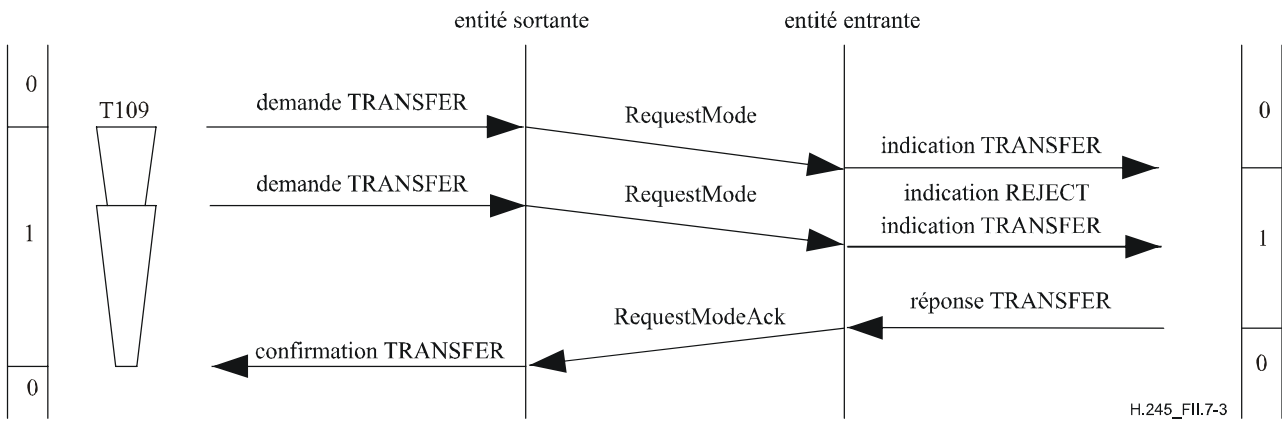 entité sortante
entité entrante
0
T109
demande TRANSFER
RequestMode
0
indication TRANSFER
demande TRANSFER
RequestMode
indication REJECT
1
indication TRANSFER
1
RequestModeAck
réponse TRANSFER
confirmation TRANSFER
0
0
H.245_FII.7-3